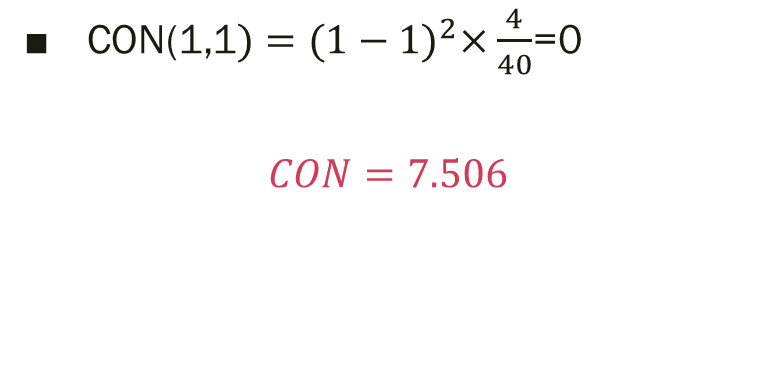 ■ CON(1,1) = (1 − 1)²× 4/40=0
CON = 7.506